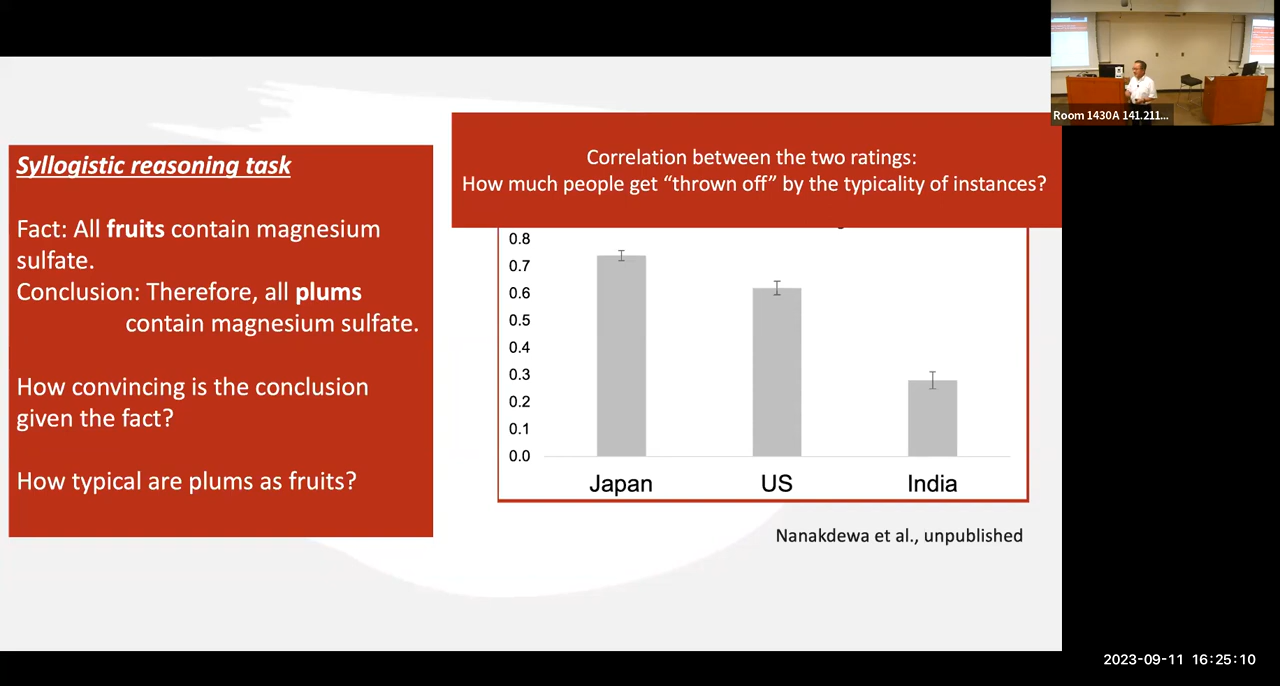 Room 1430A 141.211...
Syllogistic reasoning task
Fact: All fruits contain magnesium
sulfate.
Conclusion: Therefore, all plums
contain magnesium sulfate.
How convincing is the conclusion
given the fact?
How typical are plums as fruits?
Correlation between the two ratings:
How much people get “thrown off” by the typicality of instances?
0.8
0.7
0.6
0.5
0.4
0.3
0.2
0.1
0.0
Japan US India
Nanakdewa et al., unpublished
2023-09-11 16:25:10